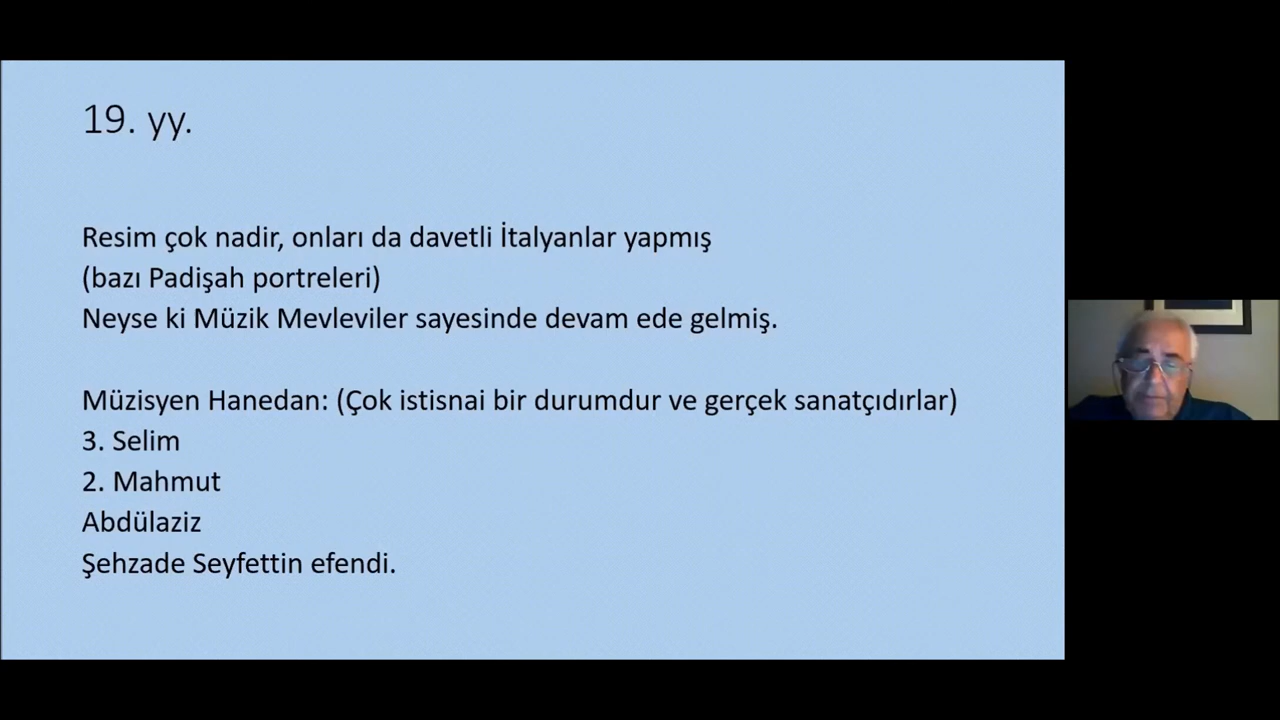 19. yy.
Resim çok nadir, onları da davetli İtalyanlar yapmış
(bazı Padişah portreleri)
Neyse ki Müzik Mevleviler sayesinde devam ede gelmiş.
Müzisyen Hanedan: (Çok istisnai bir durumdur ve gerçek sanatçıdırlar)
3. Selim
2. Mahmut
Abdülaziz
Şehzade Seyfettin efendi.